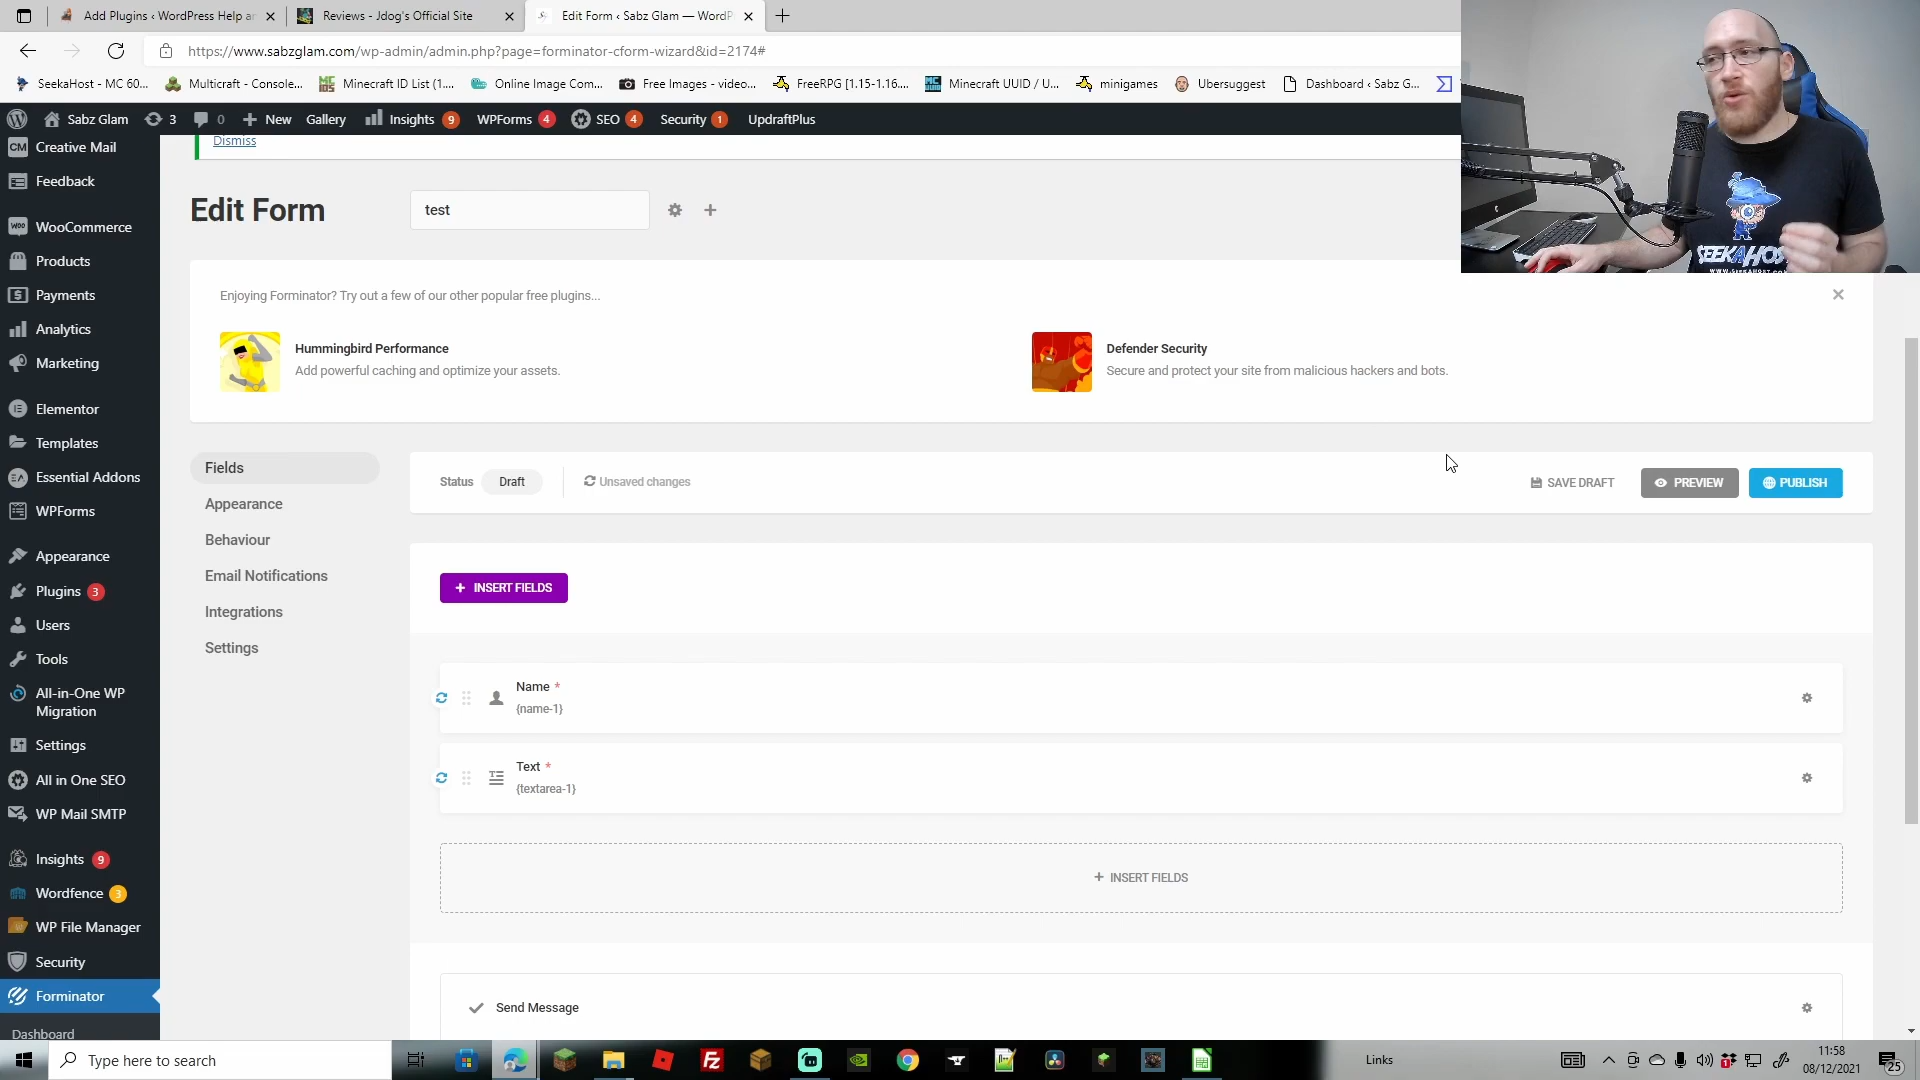 Add Plugins ‹ WordPress Help ar
Reviews - Jdog's Official Site
Edit Form ‹ Sabz Glam — WordP
https://www.sabzglam.com/wp-admin/admin.php?page=forminator-cform-wizard&id=2174#
SeekaHost - MC 60...
Multicraft - Console...
Minecraft ID List (1....
Online Image Com...
Free Images - video...
FreeRPG [1.15-1.16....
Minecraft UUID / U...
minigames
Ubersuggest
Dashboard ‹ Sabz G...
Sabz Glam
3
0
New
Gallery
Insights 9
WPForms 4
SEO 4
Security 1
UpdraftPlus
CM Creative Mail
Feedback
WooCommerce
Products
Payments
Analytics
Marketing
Elementor
Templates
Essential Addons
WPForms
Appearance
Plugins 3
Users
Tools
All-in-One WP
Migration
Settings
All in One SEO
WP Mail SMTP
Insights 9
Wordfence 3
WP File Manager
Security
Forminator
Dashboard
Dismiss
Edit Form
test
Enjoying Forminator? Try out a few of our other popular free plugins...
Hummingbird Performance
Add powerful caching and optimize your assets.
Defender Security
Secure and protect your site from malicious hackers and bots.
Fields
Appearance
Behaviour
Email Notifications
Integrations
Settings
Status Draft
Unsaved changes
SAVE DRAFT
PREVIEW
PUBLISH
+ INSERT FIELDS
Name *
{name-1}
Text *
{textarea-1}
+ INSERT FIELDS
Send Message
SEEKAHOS
Type here to search
Links
11:58
08/12/2021
25